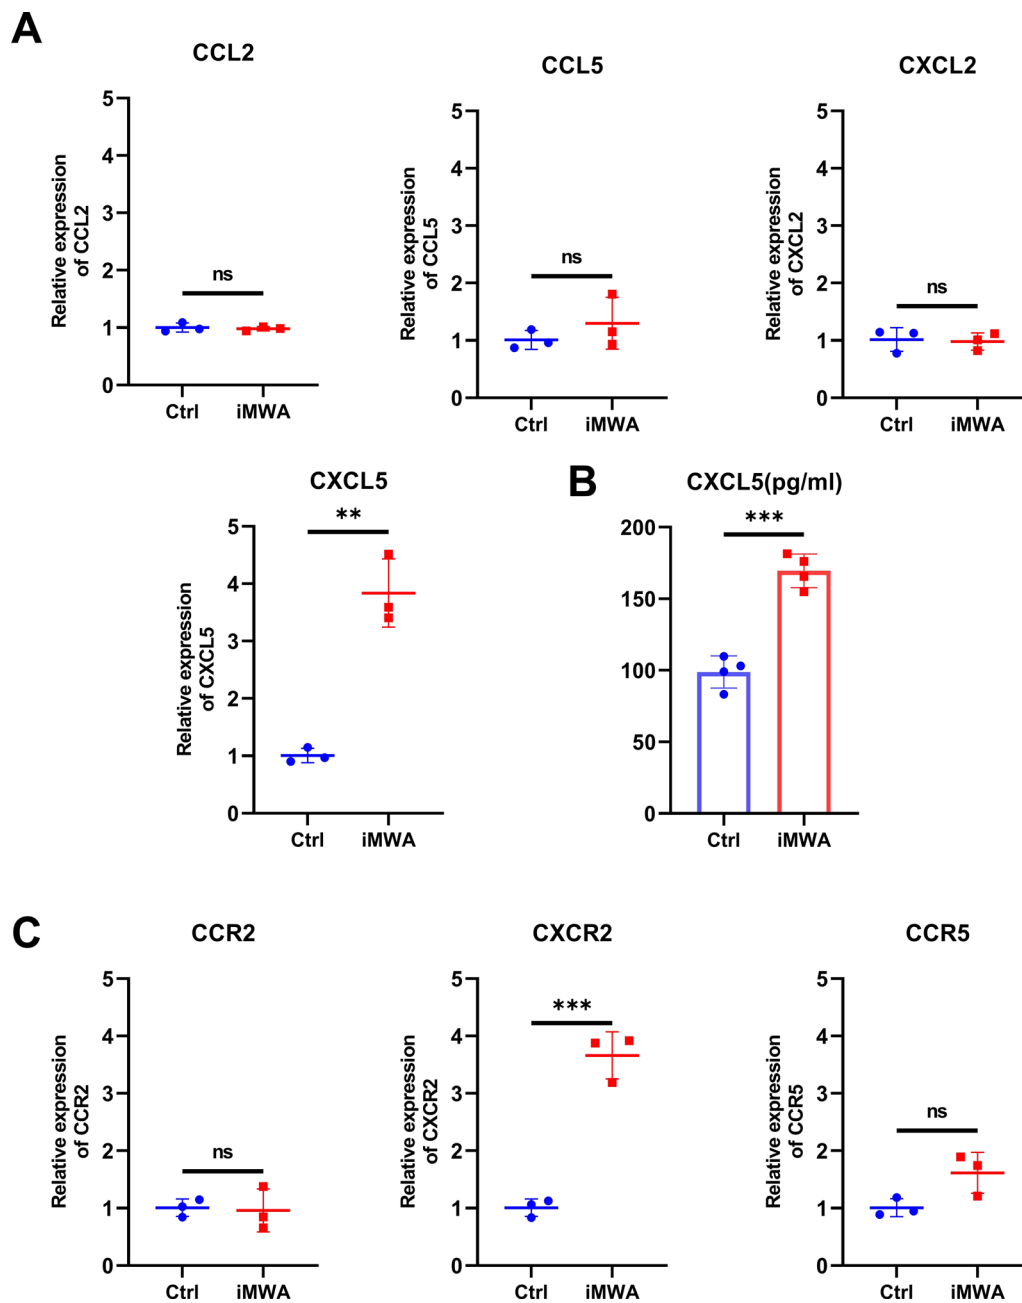 A
CCL2
Relative expression
of CCL2
5
4
3
2
1
0
ns
Ctrl
iMWA
CCL5
Relative expression
of CCL5
5
4
3
2
1
0
ns
Ctrl
iMWA
CXCL2
Relative expression
of CXCL2
5
4
3
2
1
0
ns
Ctrl
iMWA
CXCL5
Relative expression
of CXCL5
5
4
3
2
1
0
**
Ctrl
iMWA
B
CXCL5(pg/ml)
200
150
100
50
0
***
Ctrl
iMWA
C
CCR2
Relative expression
of CCR2
5
4
3
2
1
0
ns
Ctrl
iMWA
CXCR2
Relative expression
of CXCR2
5
4
3
2
1
0
***
Ctrl
iMWA
CCR5
Relative expression
of CCR5
5
4
3
2
1
0
ns
Ctrl
iMWA